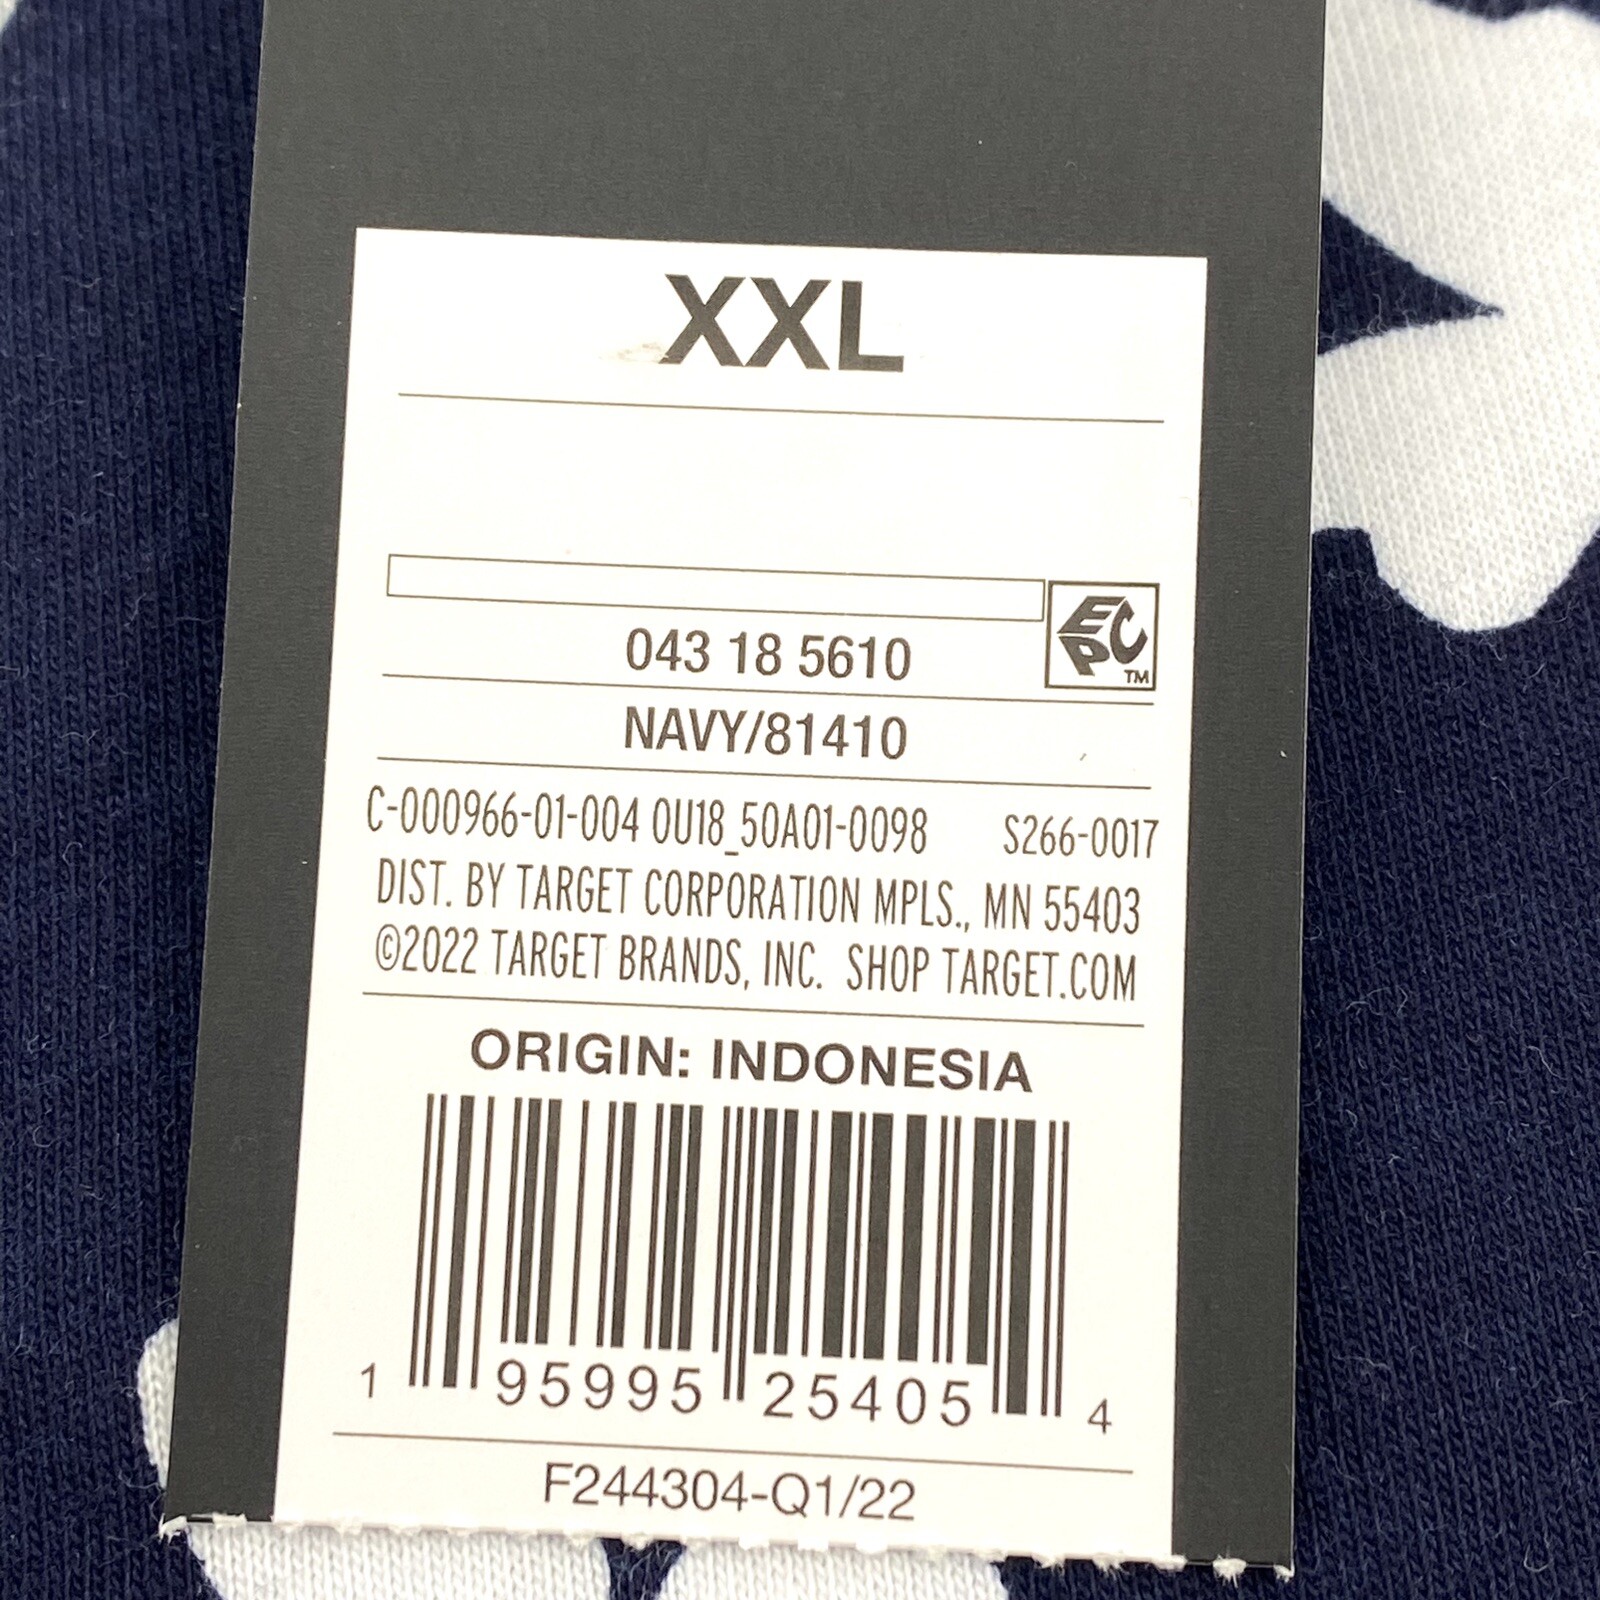 XXL
EPC™
043 18 5610
NAVY/81410
C-000966-01-004 0U18_50A01-0098 S266-0017
DIST. BY TARGET CORPORATION MPLS., MN 55403
©2022 TARGET BRANDS, INC. SHOP TARGET.COM
ORIGIN: INDONESIA
1 95995 25405 4
F244304-Q1/22